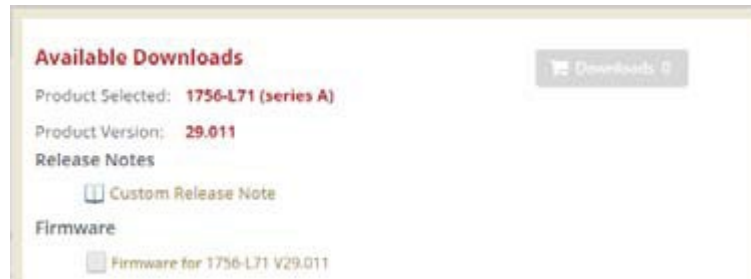 Available Downloads
Downloads 0
Product Selected: 1756-L71 (series A)
Product Version: 29.011
Release Notes
Custom Release Note
Firmware
Firmware for 1756-L71 V29.011